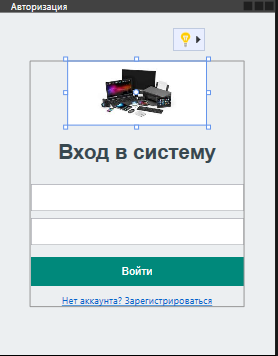 Авторизация
Вход в систему
Войти
Нет аккаунта? Зарегистрироваться